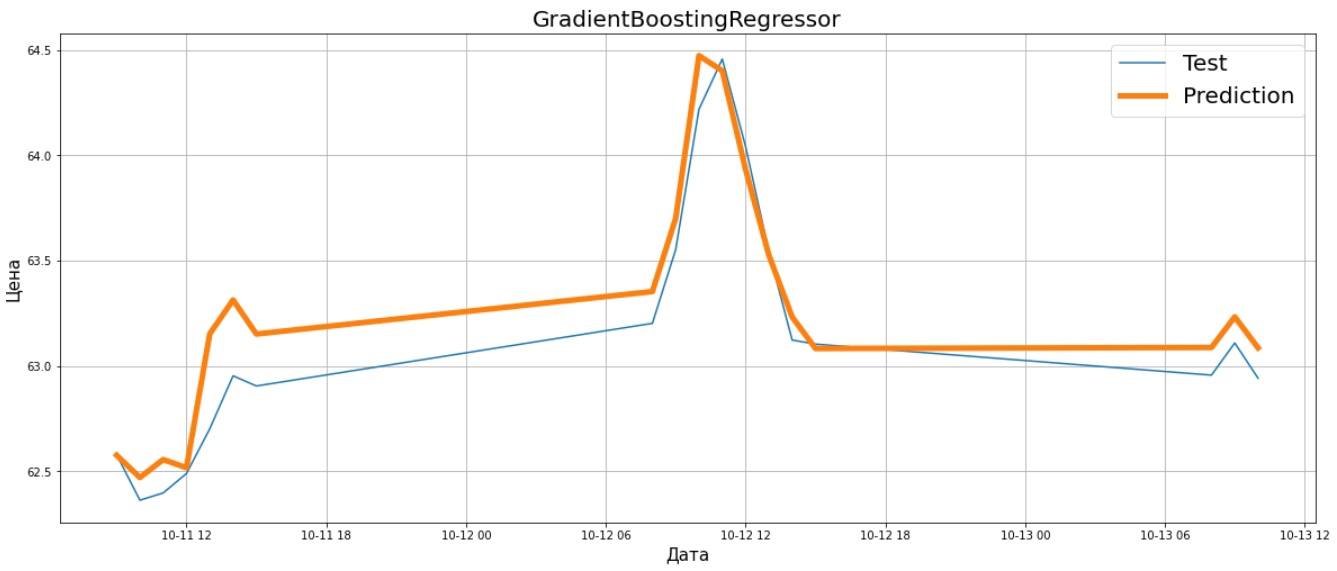 GradientBoostingRegressor
64.5
64.0
63.5
63.0
62.5
Цена
Test
Prediction
10-11 12
10-11 18
10-12 00
10-12 06
10-12 12
10-12 18
10-13 00
10-13 06
10-13 12
Дата